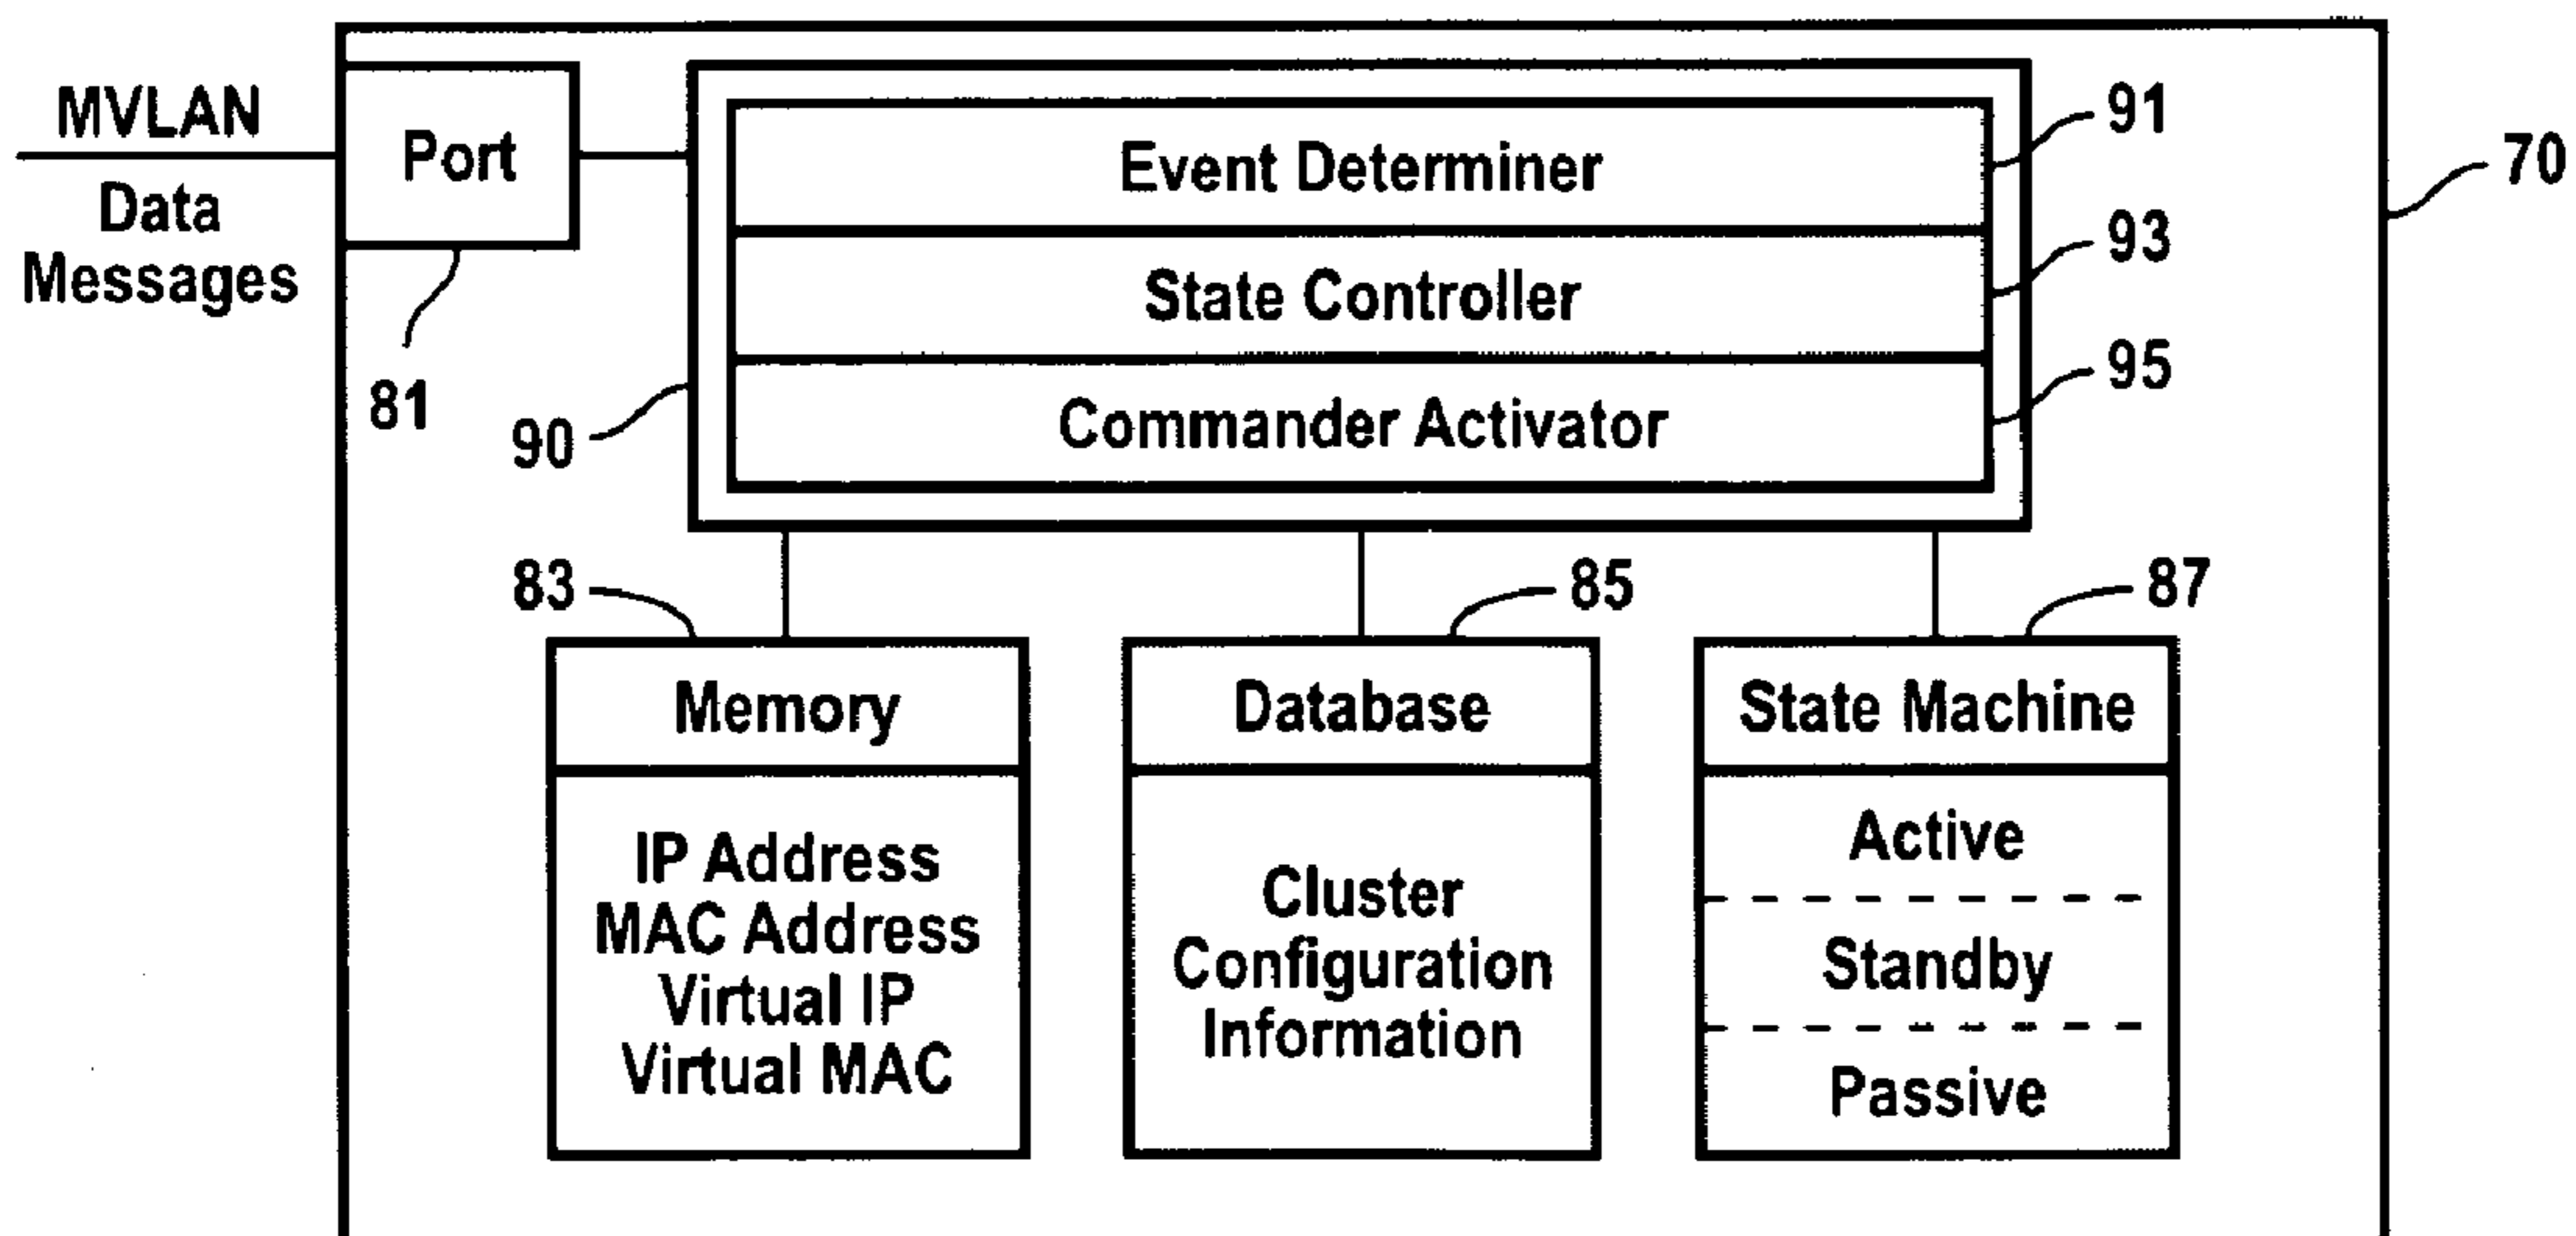 MVLAN
Data
Messages
Port
81
90
Event Determiner
State Controller
Commander Activator
91
93
95
70
83
85
87
Memory
IP Address
MAC Address
Virtual IP
Virtual MAC
Database
Cluster
Configuration
Information
State Machine
Active
Standby
Passive